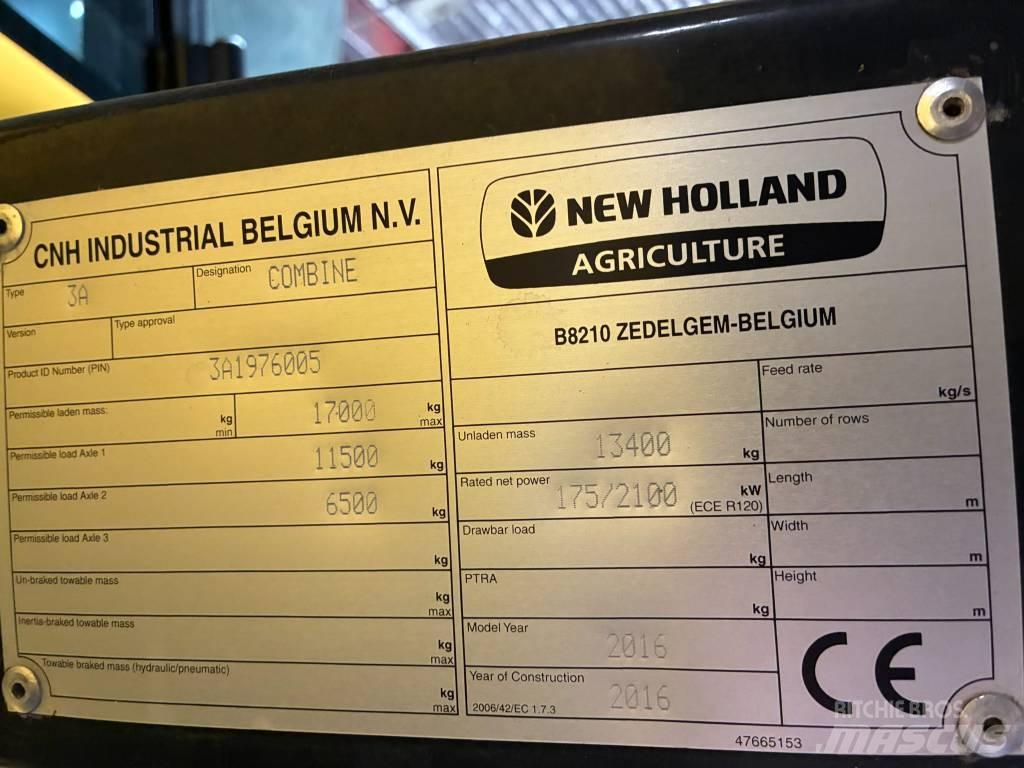 CNH INDUSTRIAL BELGIUM N.V.
Type 3A Designation COMBINE
Version Type approval
Product ID Number (PIN) 3A1976005
Permissible laden mass: kg min 17000 kg max
Permissible load Axle 1 11500 kg
Permissible load Axle 2 6500 kg
Permissible load Axle 3 kg
Un-braked towable mass kg max
Inertia-braked towable mass kg max
Towable braked mass (hydraulic/pneumatic) kg max
NEW HOLLAND
AGRICULTURE
B8210 ZEDELGEM-BELGIUM
Feed rate kg/s
Unladen mass 13400 kg Number of rows
Rated net power 175/2100 kW (ECE R120) Length m
Drawbar load kg Width m
PTRA kg Height m
Model Year 2016
Year of Construction 2016
2006/42/EC 1.7.3
CE
47665153
RITCHIE BROS.
MASCUS